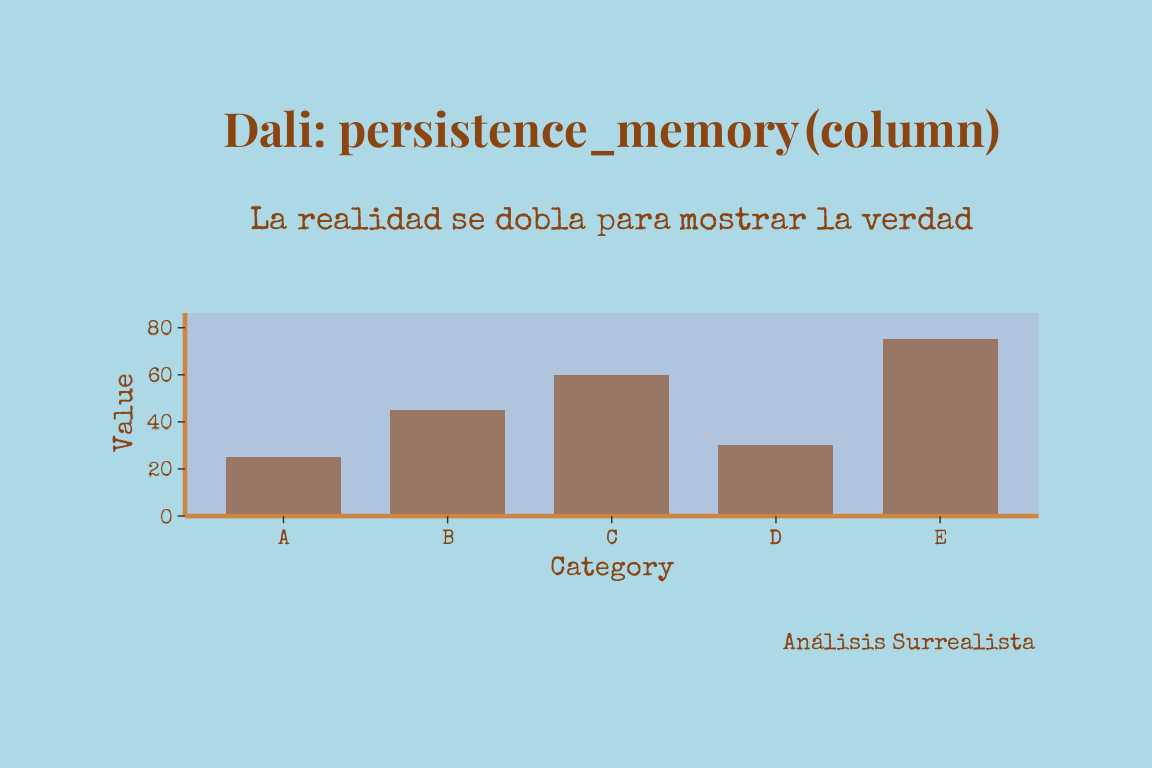 Dali: persistence_memory (column)
La realidad se dobla para mostrar la verdad
80
60
40
20
0
Value
A B C D E
Category
Análisis Surrealista